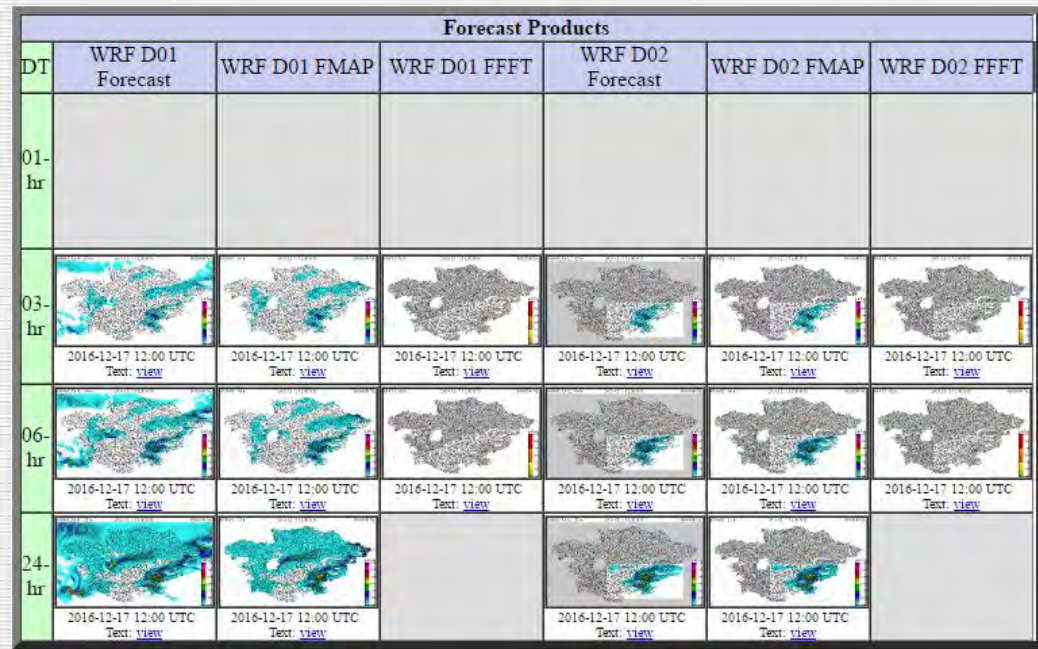 Forecast Products
DT
WRF D01
Forecast
WRF D01 FMAP
WRF D01 FFFT
WRF D02
Forecast
WRF D02 FMAP
WRF D02 FFFT
01-
hr
03-
hr
2016-12-17 12:00 UTC
Text: view
2016-12-17 12:00 UTC
Text: view
2016-12-17 12:00 UTC
Text: view
2016-12-17 12:00 UTC
Text: view
2016-12-17 12:00 UTC
Text: view
2016-12-17 12:00 UTC
Text: view
06-
hr
2016-12-17 12:00 UTC
Text: view
2016-12-17 12:00 UTC
Text: view
2016-12-17 12:00 UTC
Text: view
2016-12-17 12:00 UTC
Text: view
2016-12-17 12:00 UTC
Text: view
2016-12-17 12:00 UTC
Text: view
24-
hr
2016-12-17 12:00 UTC
Text: view
2016-12-17 12:00 UTC
Text: view
2016-12-17 12:00 UTC
Text: view
2016-12-17 12:00 UTC
Text: view